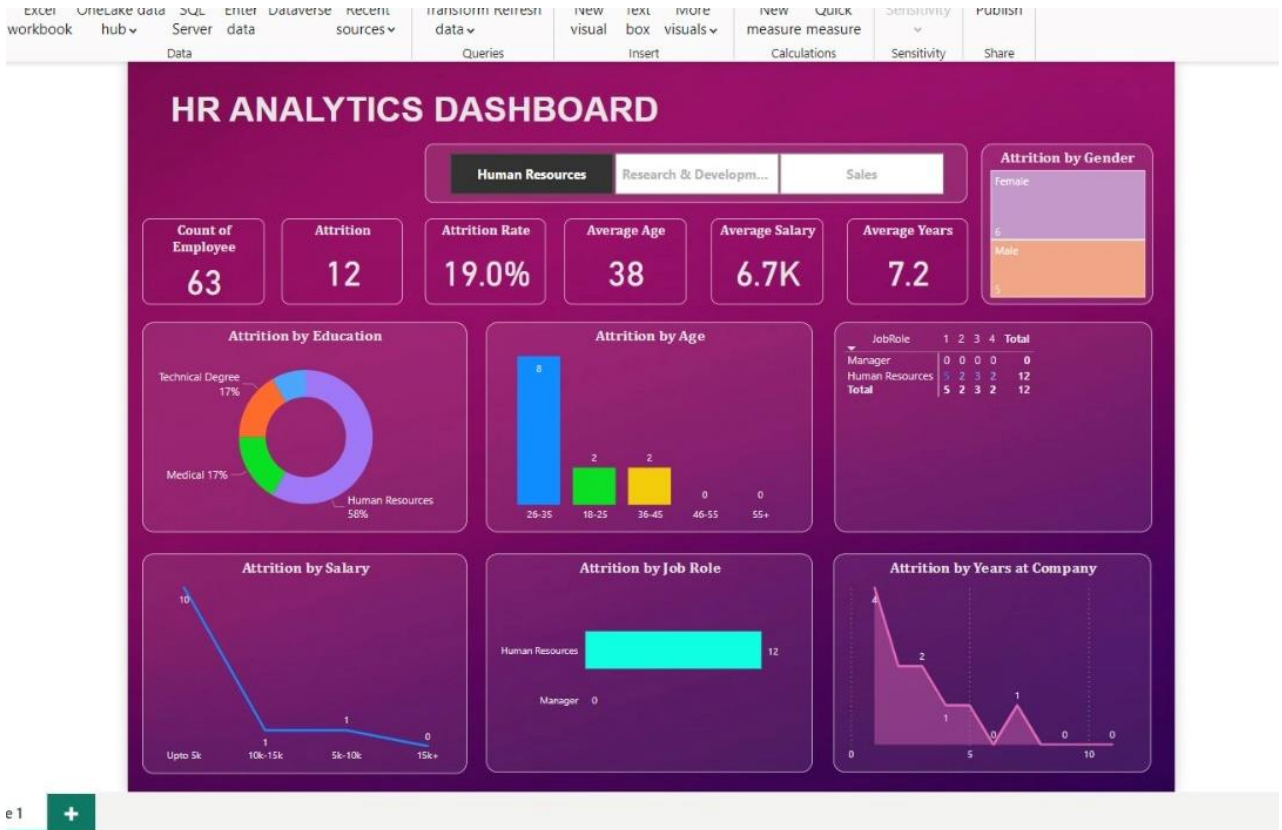 Excel OneLake data SQL Enter Dataverse Recent Transform Refresh New Text More New Quick Sensitivity Publish
workbook hub Server data sources data visual box visuals measure measure
Data Queries Insert Calculations Sensitivity Share
HR ANALYTICS DASHBOARD
Human Resources Research & Developm... Sales
Attrition by Gender
Female
6
Male
5
Count of
Employee
63
Attrition
12
Attrition Rate
19.0%
Average Age
38
Average Salary
6.7K
Average Years
7.2
Attrition by Education
Technical Degree
17%
Medical 17%
Human Resources
58%
Attrition by Age
8
2 2
0 0
26-35 18-25 36-45 46-55 55+
JobRole 1 2 3 4 Total
Manager 0 0 0 0 0
Human Resources 5 2 3 2 12
Total 5 2 3 2 12
Attrition by Salary
10
1
1
0
Upto 5k 10k-15k 5k-10k 15k+
Attrition by Job Role
Human Resources 12
Manager 0
Attrition by Years at Company
4
2
1
1
0 0 0
0 5 10
e 1 +